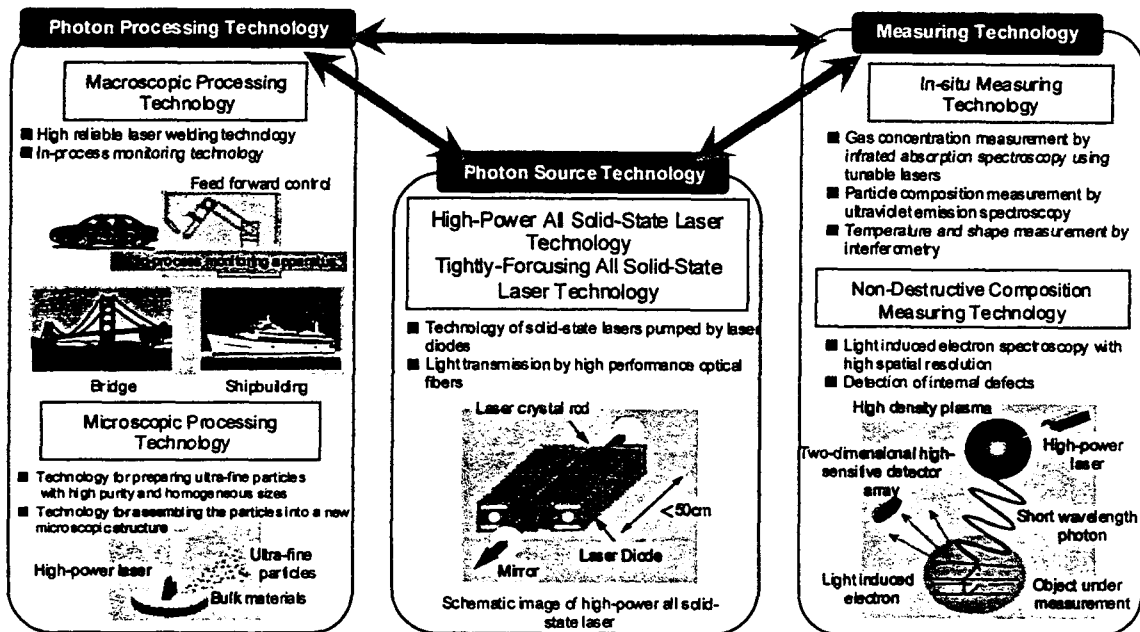 Photon Processing Technology
Macroscopic Processing
Technology
■ High reliable laser welding technology
■ In-process monitoring technology
Feed forward control
process monitoring apparatus
Bridge
Shipbuilding
Microscopic Processing
Technology
■ Technology for preparing ultra-fine particles
with high purity and homogeneous sizes
■ Technology for assembling the particles into a new
microscopic structure
High-power laser
Ultra-fine
particles
Bulk materials
Photon Source Technology
High-Power All Solid-State Laser
Technology
Tightly-Forcusing All Solid-State
Laser Technology
■ Technology of solid-state lasers pumped by laser
diodes
■ Light transmission by high performance optical
fibers
Laser crystal rod
<50cm
Laser Diode
Mirror
Schematic image of high-power all solid-
state laser
Measuring Technology
In-situ Measuring
Technology
■ Gas concentration measurement by
infrated absorption spectroscopy using
tunable lasers
■ Particle composition measurement by
ultraviolet emission spectroscopy
■ Temperature and shape measurement by
interferometry
Non-Destructive Composition
Measuring Technology
■ Light induced electron spectroscopy with
high spatial resolution
■ Detection of internal defects
High density plasma
High-power
laser
Two-dimensional high-
sensitive detector
array
Short wavelength
photon
Light induced
electron
Object under
measurement